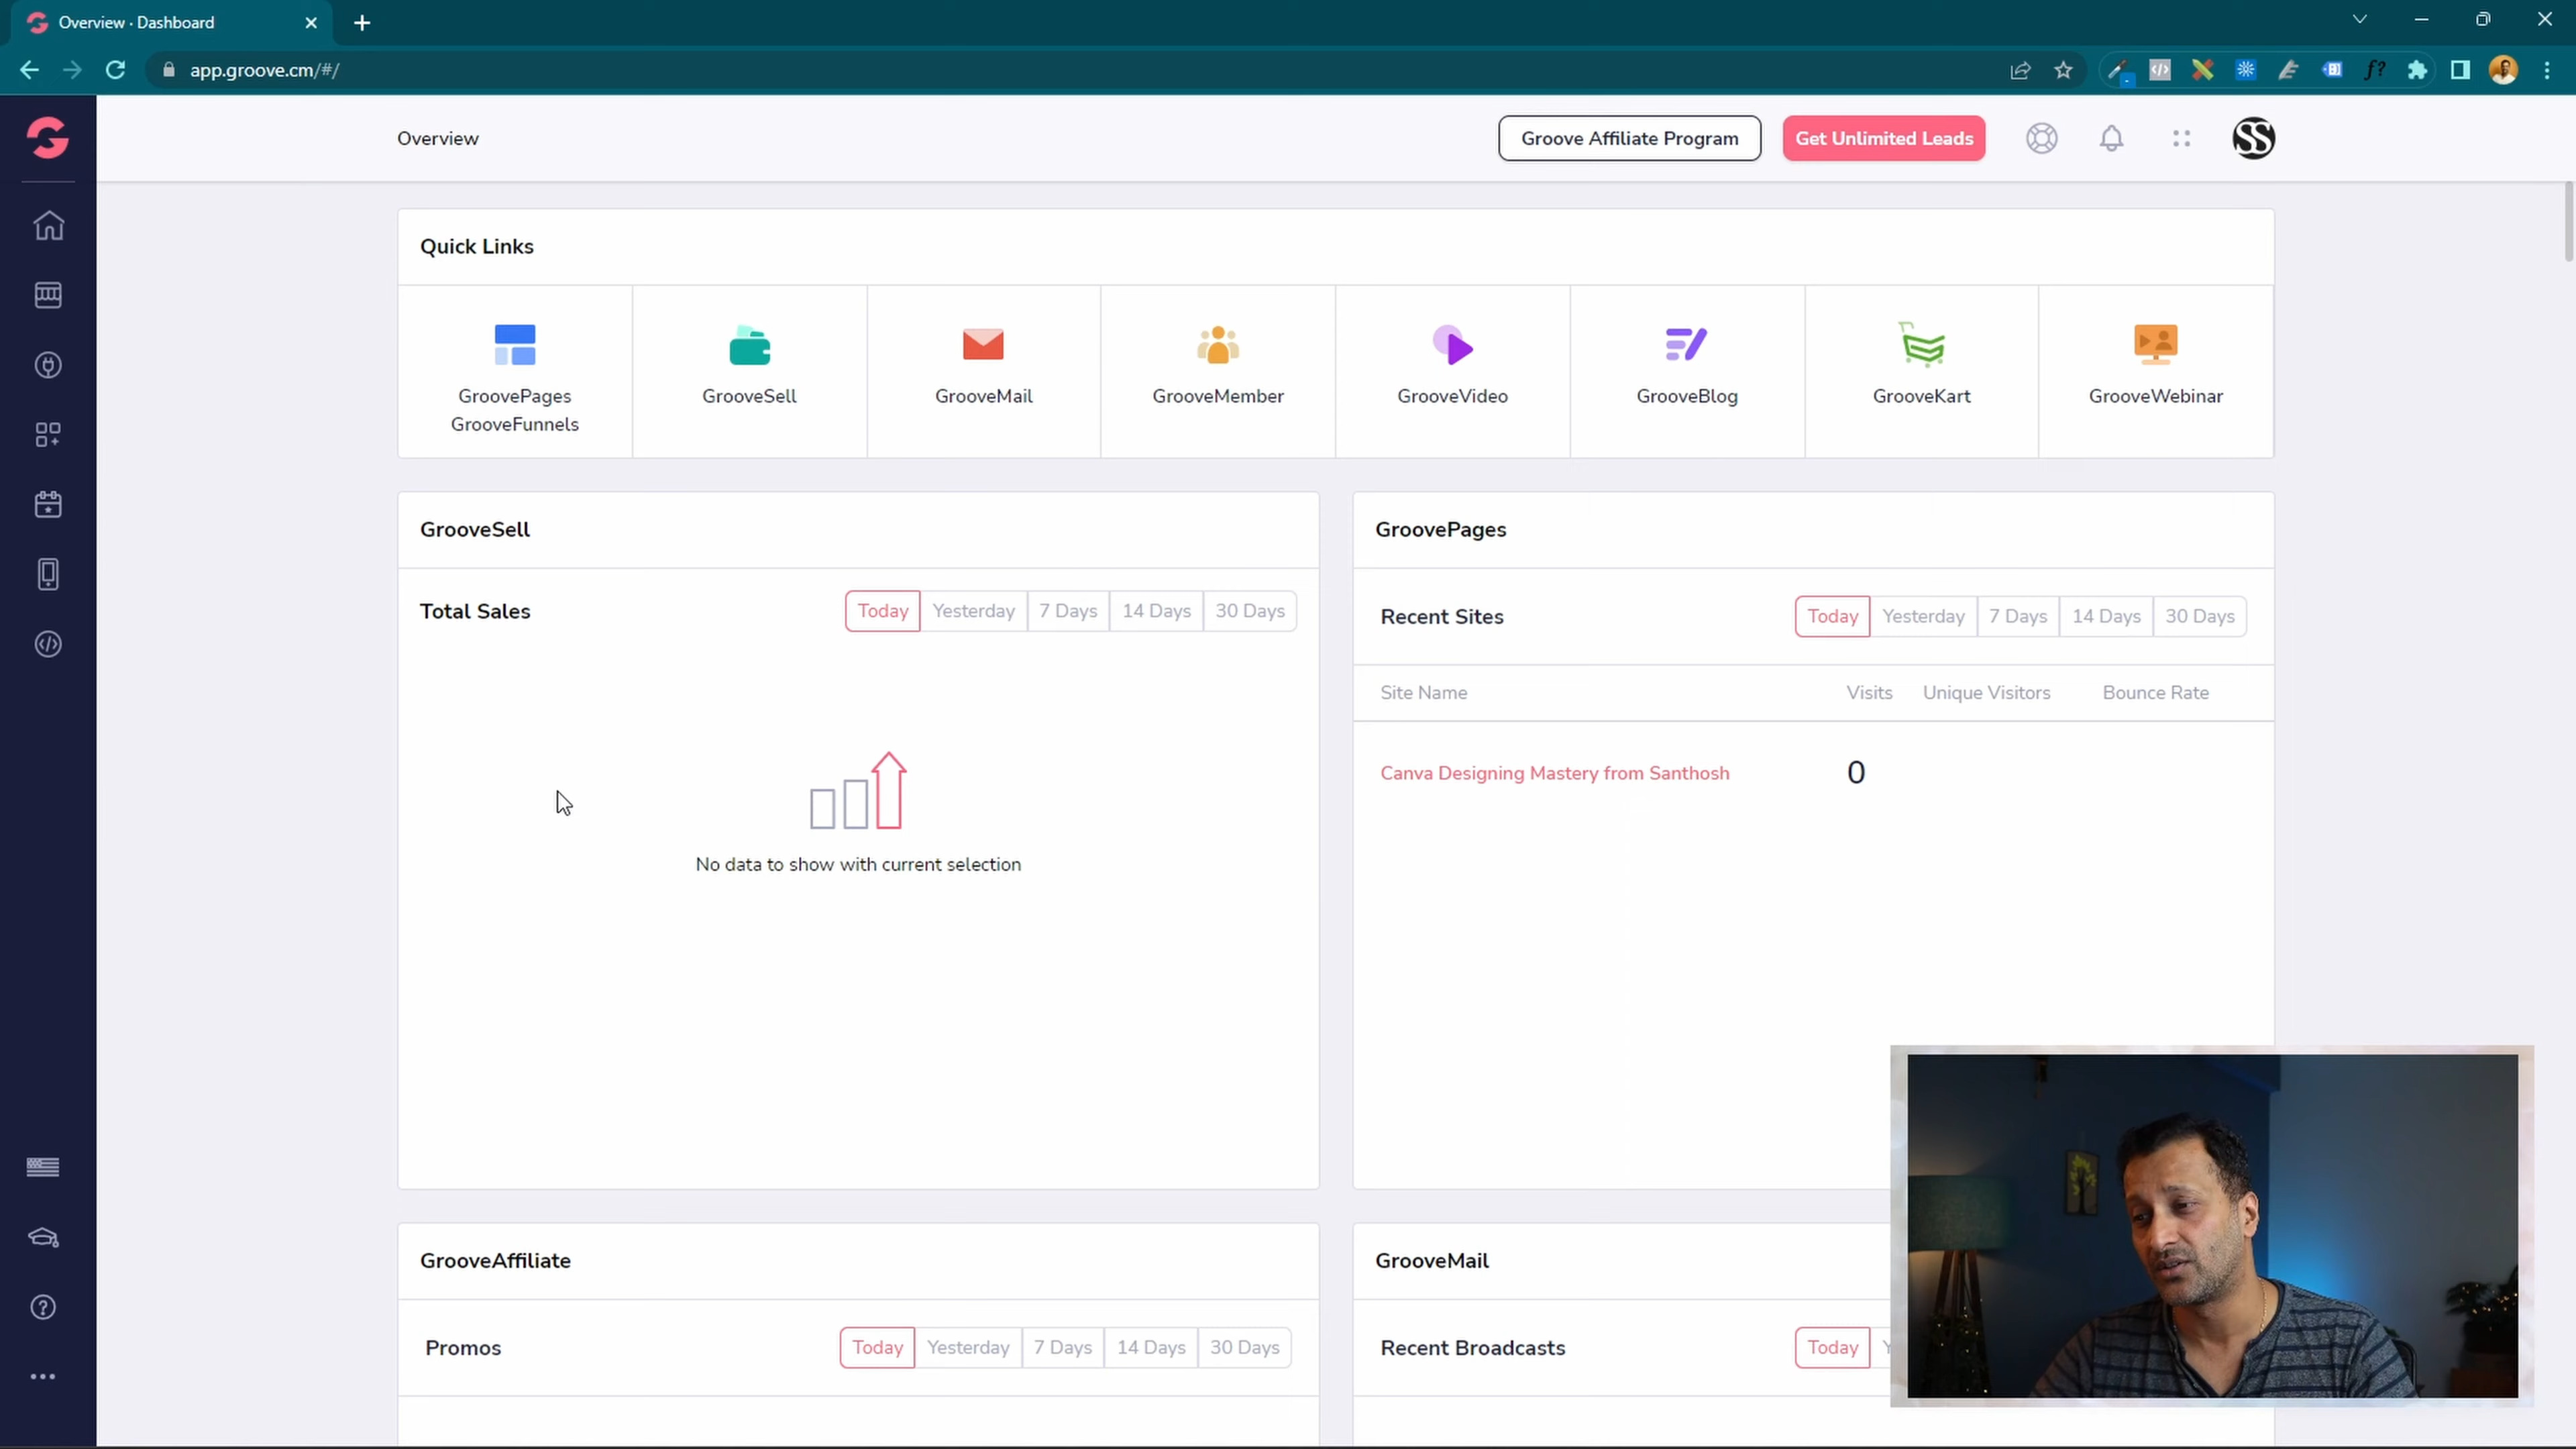 Overview · Dashboard
app.groove.cm/#/
f?
Overview
Groove Affiliate Program
Get Unlimited Leads
SS
Quick Links
GroovePages
GrooveFunnels
GrooveSell
GrooveMail
GrooveMember
GrooveVideo
GrooveBlog
GrooveKart
GrooveWebinar
GrooveSell
Total Sales
Today Yesterday 7 Days 14 Days 30 Days
No data to show with current selection
GroovePages
Recent Sites
Today Yesterday 7 Days 14 Days 30 Days
Site Name Visits Unique Visitors Bounce Rate
Canva Designing Mastery from Santhosh 0
GrooveAffiliate
Promos
Today Yesterday 7 Days 14 Days 30 Days
GrooveMail
Recent Broadcasts
Today